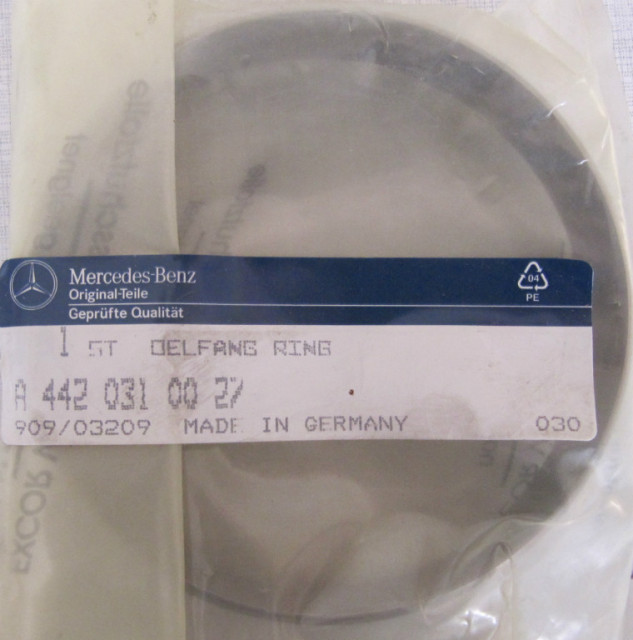 Mercedes-Benz
Original-Teile
Geprüfte Qualität
04
PE
1 ST OELFANG RING
A 442 031 00 27
909/03209 MADE IN GERMANY 030